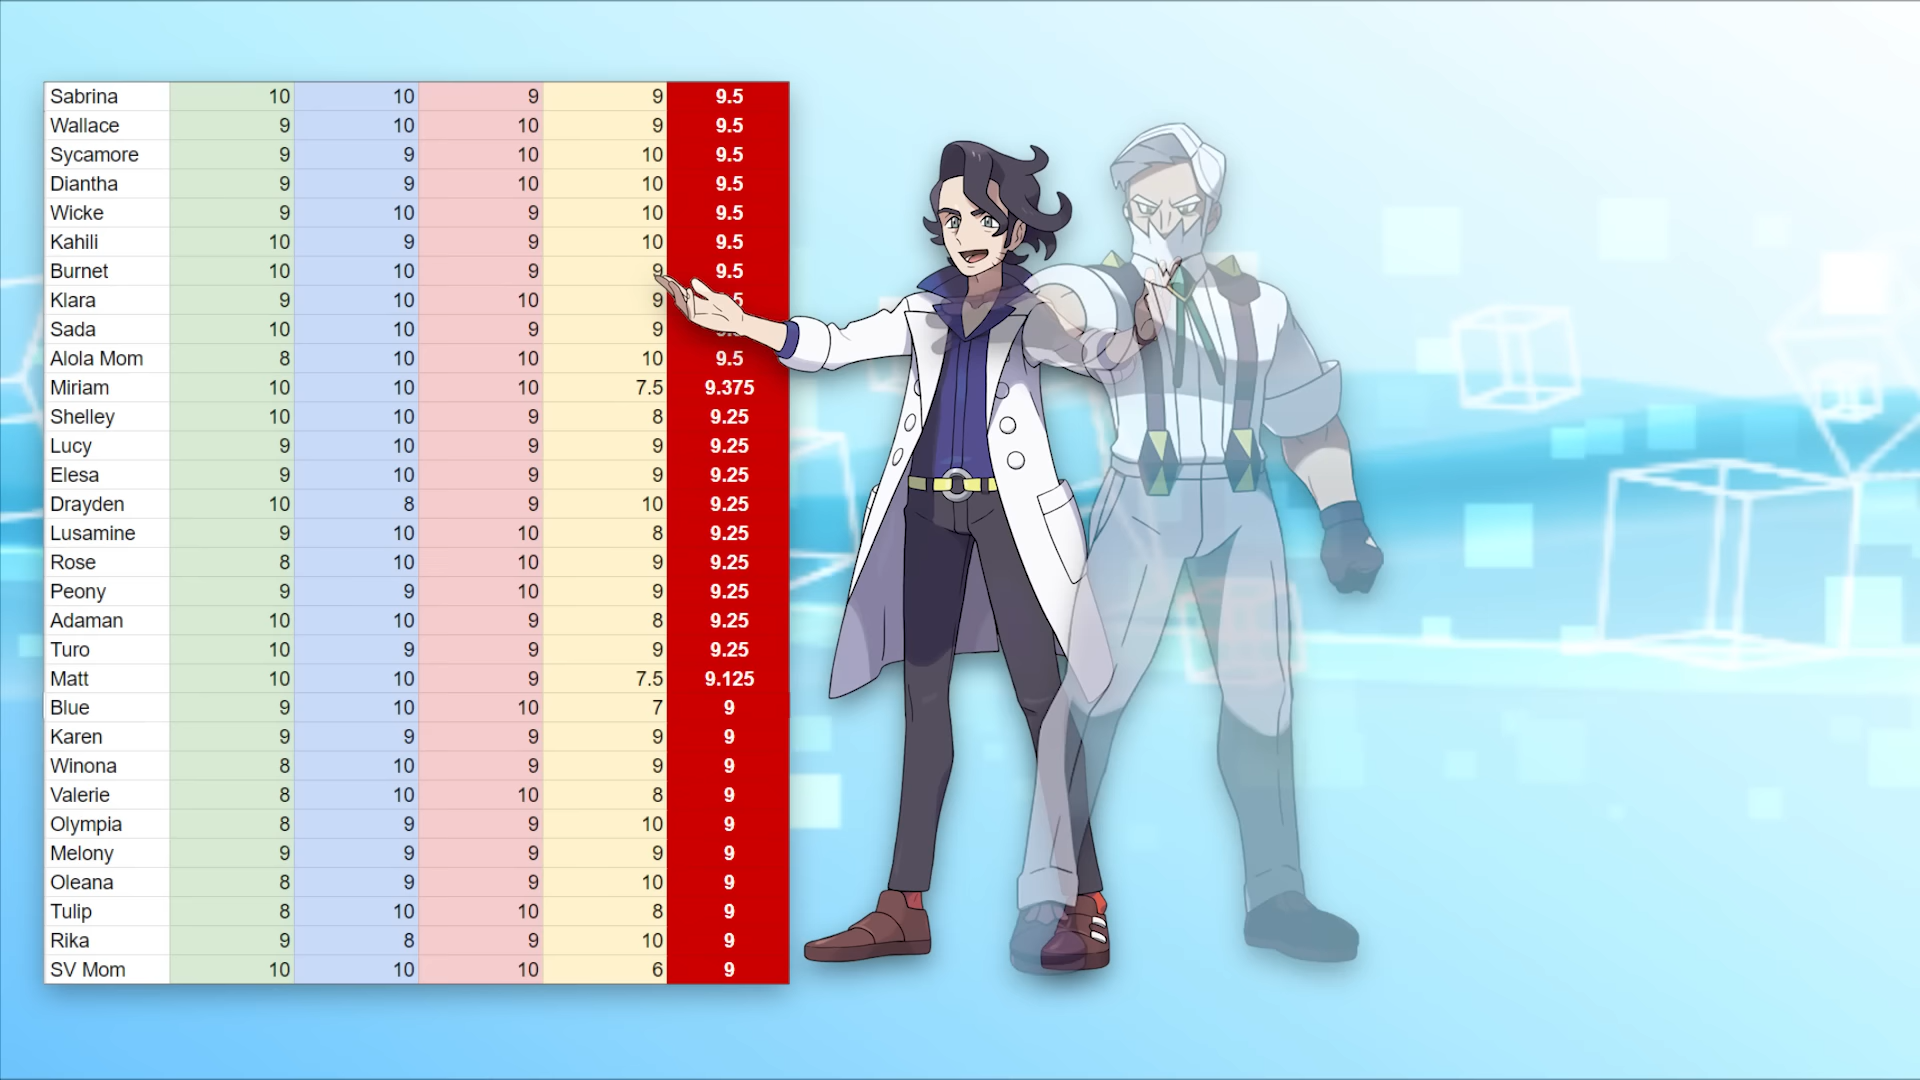 Sabrina 10 10 9 9 9.5
Wallace 9 10 10 9 9.5
Sycamore 9 9 10 10 9.5
Diantha 9 9 10 10 9.5
Wicke 9 10 9 10 9.5
Kahili 10 9 9 10 9.5
Burnet 10 10 9 9 9.5
Klara 9 10 10 9 5
Sada 10 10 9 9
Alola Mom 8 10 10 10 9.5
Miriam 10 10 10 7.5 9.375
Shelley 10 10 9 8 9.25
Lucy 9 10 9 9 9.25
Elesa 9 10 9 9 9.25
Drayden 10 8 9 10 9.25
Lusamine 9 10 10 8 9.25
Rose 8 10 10 9 9.25
Peony 9 9 10 9 9.25
Adaman 10 10 9 8 9.25
Turo 10 9 9 9 9.25
Matt 10 10 9 7.5 9.125
Blue 9 10 10 7 9
Karen 9 9 9 9 9
Winona 8 10 9 9 9
Valerie 8 10 10 8 9
Olympia 8 9 9 10 9
Melony 9 9 9 9 9
Oleana 8 9 9 10 9
Tulip 8 10 10 8 9
Rika 9 8 9 10 9
SV Mom 10 10 10 6 9